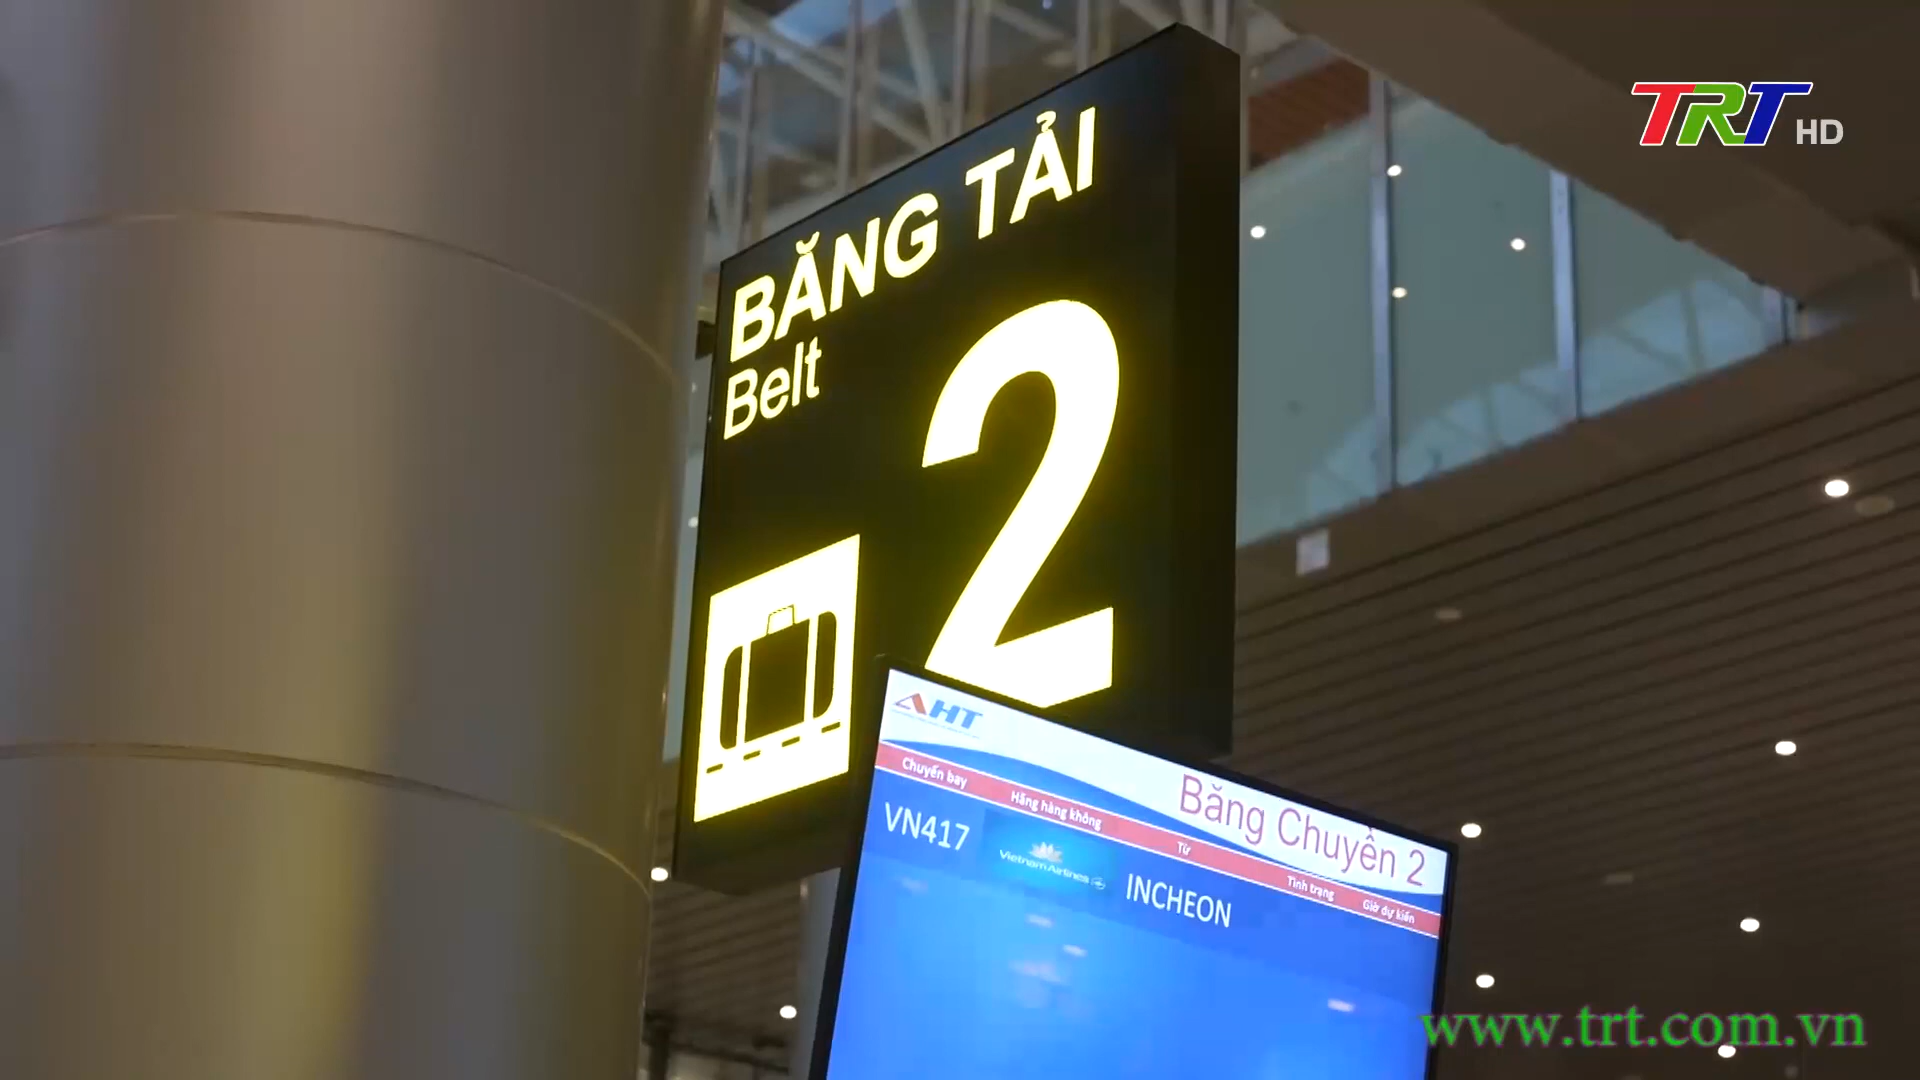 TRT HD
BĂNG TẢI
Belt
2
AHT
Băng Chuyền 2
Chuyến bay Hãng hàng không Từ Tình trạng Giờ dự kiến
VN417 Vietnam Airlines INCHEON
www.trt.com.vn